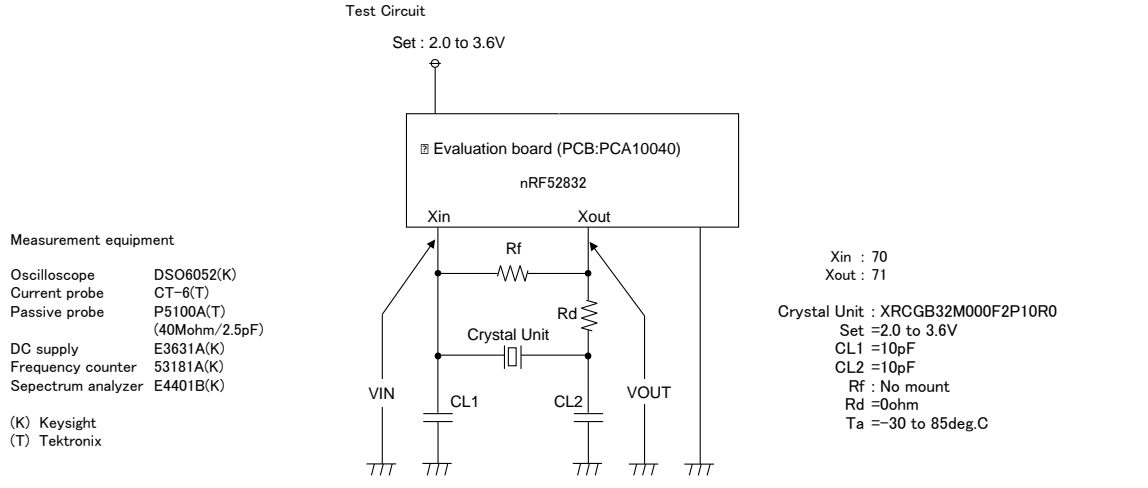 Test Circuit
Set : 2.0 to 3.6V
Evaluation board (PCB:PCA10040)
nRF52832
Xin
Xout
Rf
Rd
Crystal Unit
VIN
CL1
CL2
VOUT
Measurement equipment
Oscilloscope DSO6052(K)
Current probe CT-6(T)
Passive probe P5100A(T)
(40Mohm/2.5pF)
DC supply E3631A(K)
Frequency counter 53181A(K)
Sepectrum analyzer E4401B(K)
(K) Keysight
(T) Tektronix
Xin : 70
Xout : 71
Crystal Unit : XRCGB32M000F2P10R0
Set =2.0 to 3.6V
CL1 =10pF
CL2 =10pF
Rf : No mount
Rd =0ohm
Ta =-30 to 85deg.C